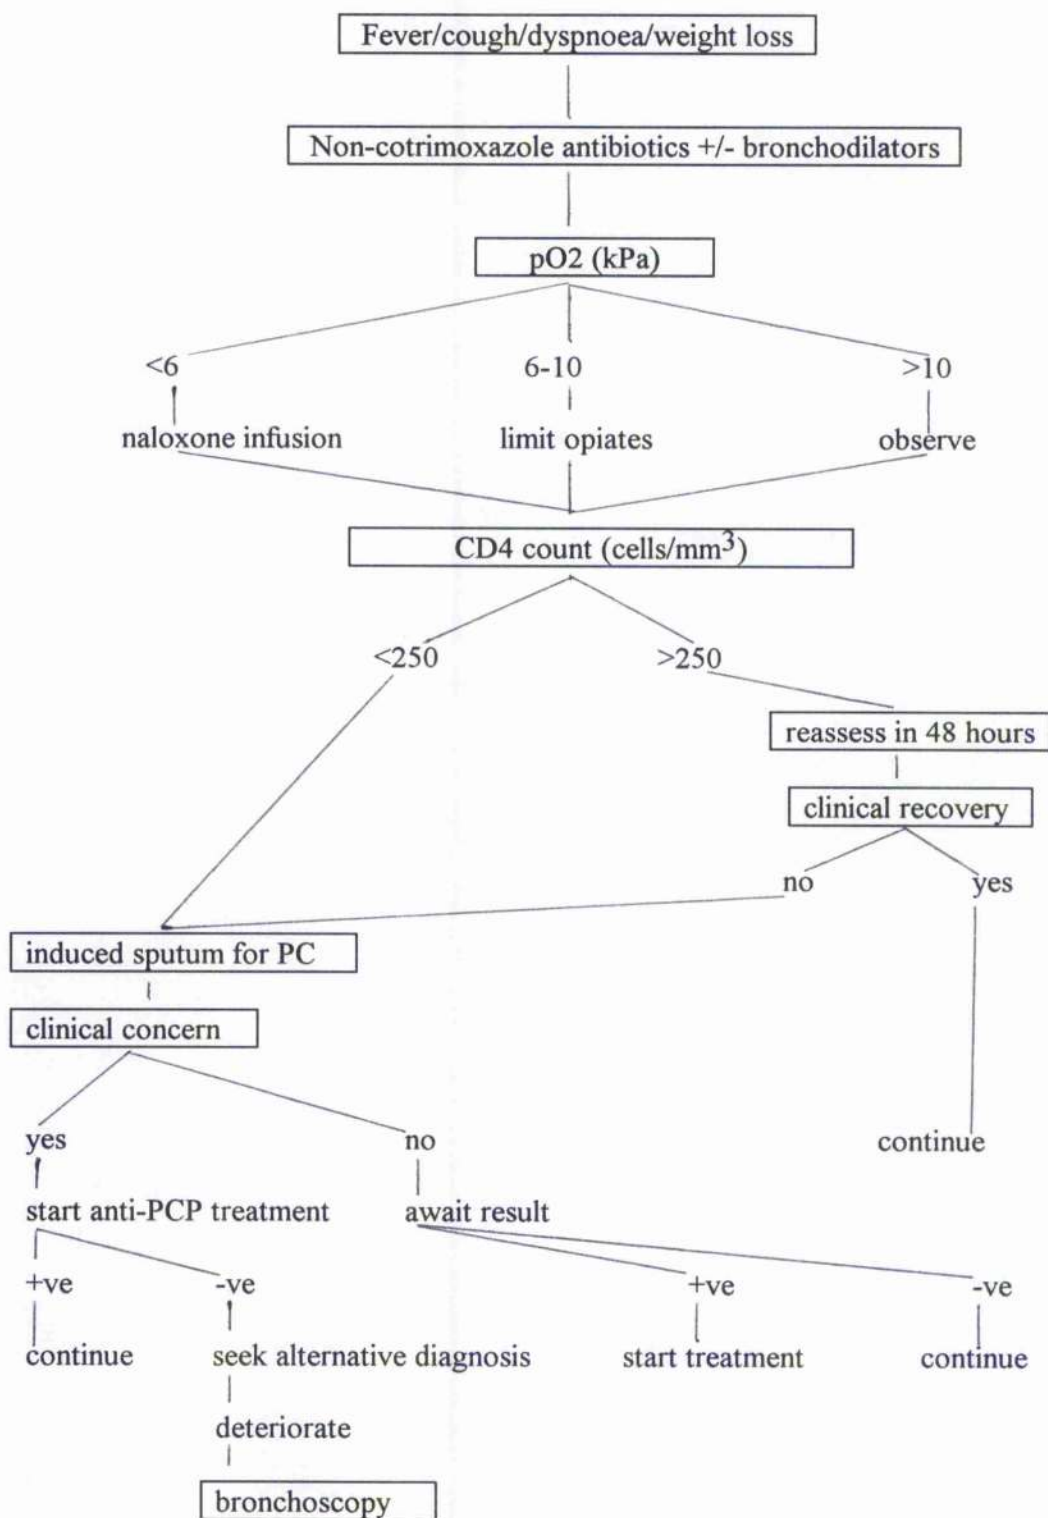 Fever/cough/dyspnoea/weight loss
Non-cotrimoxazole antibiotics +/- bronchodilators
pO2 (kPa)
<6
6-10
>10
naloxone infusion
limit opiates
observe
CD4 count (cells/mm³)
<250
>250
reassess in 48 hours
clinical recovery
no
yes
induced sputum for PC
clinical concern
yes
no
continue
start anti-PCP treatment
await result
+ve
-ve
+ve
-ve
continue
seek alternative diagnosis
start treatment
continue
deteriorate
bronchoscopy